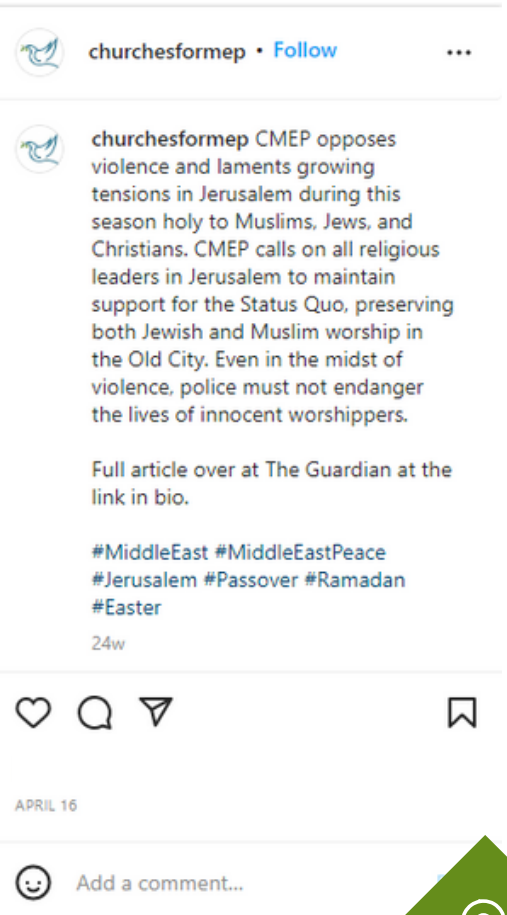 churchesformep • Follow
churchesformep CMEP opposes
violence and laments growing
tensions in Jerusalem during this
season holy to Muslims, Jews, and
Christians. CMEP calls on all religious
leaders in Jerusalem to maintain
support for the Status Quo, preserving
both Jewish and Muslim worship in
the Old City. Even in the midst of
violence, police must not endanger
the lives of innocent worshippers.
Full article over at The Guardian at the
link in bio.
#MiddleEast #MiddleEastPeace
#Jerusalem #Passover #Ramadan
#Easter
24w
APRIL 16
Add a comment...